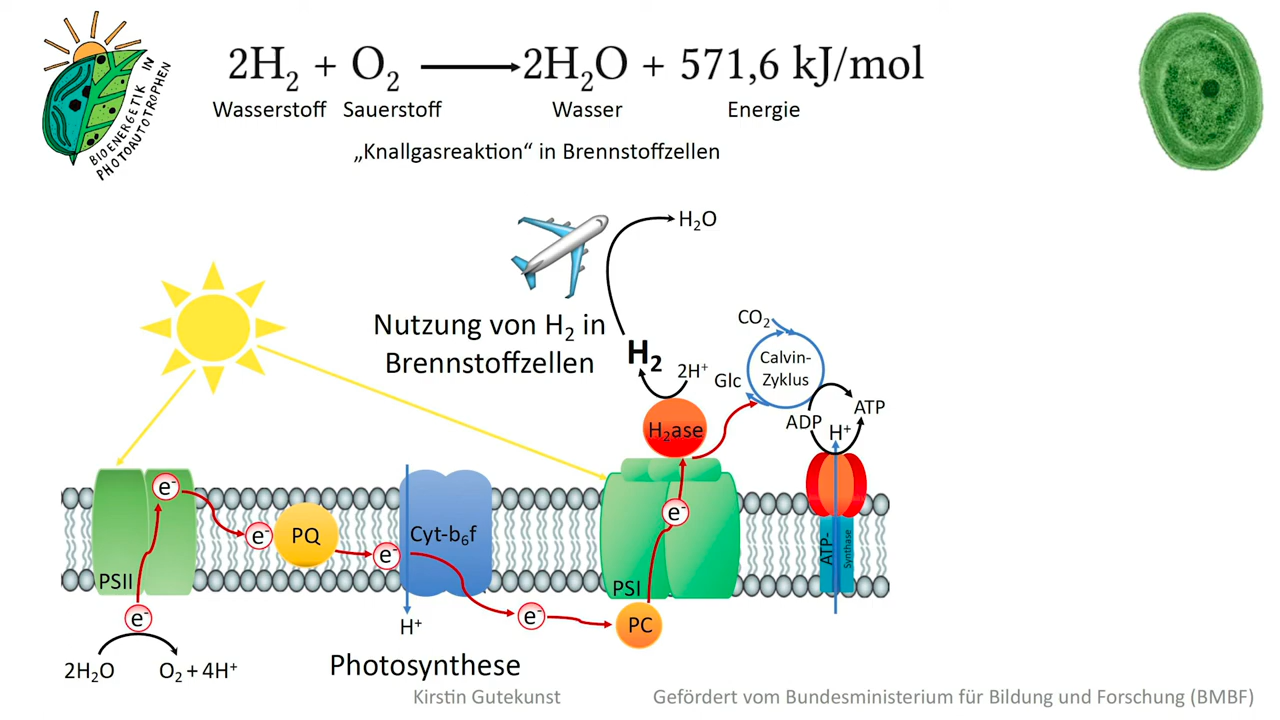 BIOENERGETIK IN
PHOTOAUTOTROPHEN
2H₂ + O₂ → 2H₂O + 571,6 kJ/mol
Wasserstoff Sauerstoff Wasser Energie
„Knallgasreaktion“ in Brennstoffzellen
H₂O
Nutzung von H₂ in
Brennstoffzellen
H₂
2H⁺
CO₂
Calvin-
Zyklus
Glc
ADP
ATP
H⁺
H₂ase
e⁻
e⁻
PQ
e⁻
Cyt-b₆f
e⁻
ATP-
Synthase
PSII
PSI
e⁻
H⁺
e⁻
PC
2H₂O
O₂ + 4H⁺
Photosynthese
Kirstin Gutekunst
Gefördert vom Bundesministerium für Bildung und Forschung (BMBF)